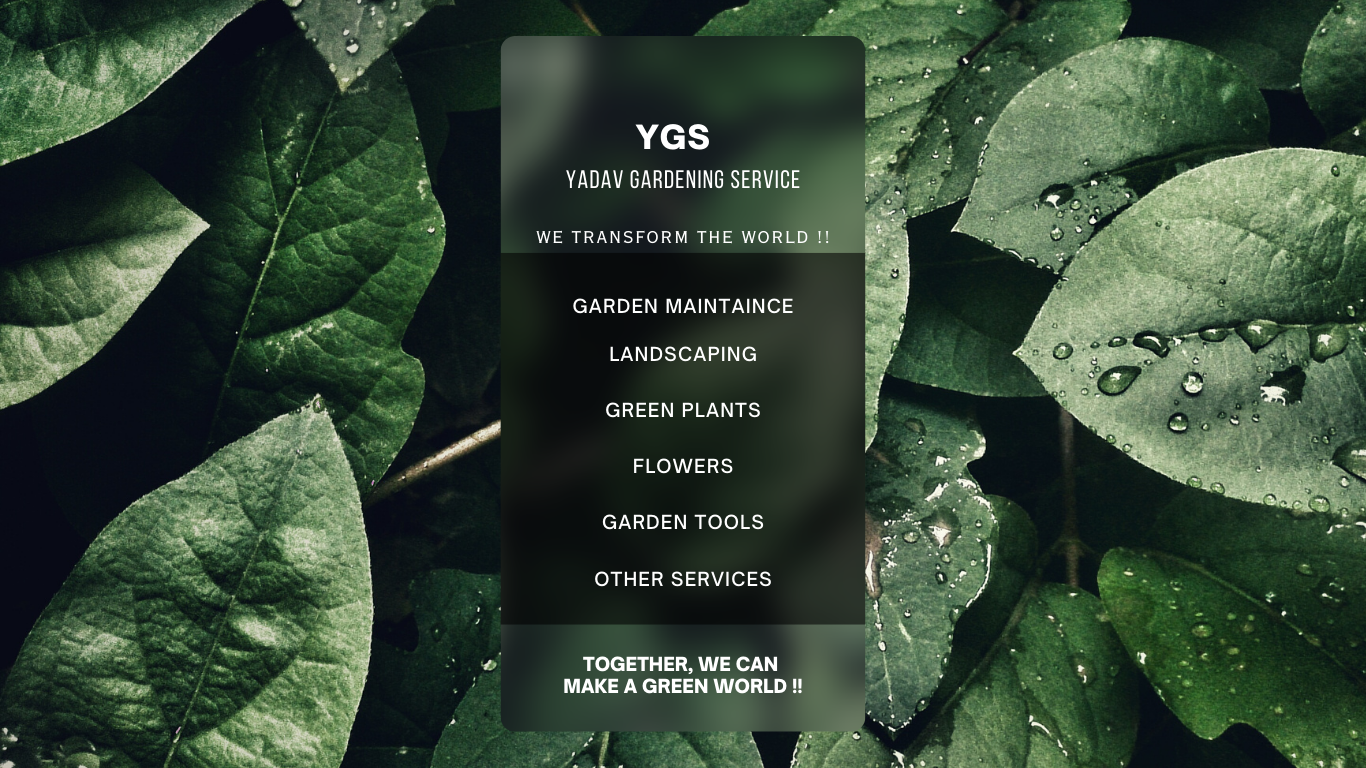 YGS
YADAV GARDENING SERVICE
WE TRANSFORM THE WORLD !!
GARDEN MAINTAINCE
LANDSCAPING
GREEN PLANTS
FLOWERS
GARDEN TOOLS
OTHER SERVICES
TOGETHER, WE CAN
MAKE A GREEN WORLD !!